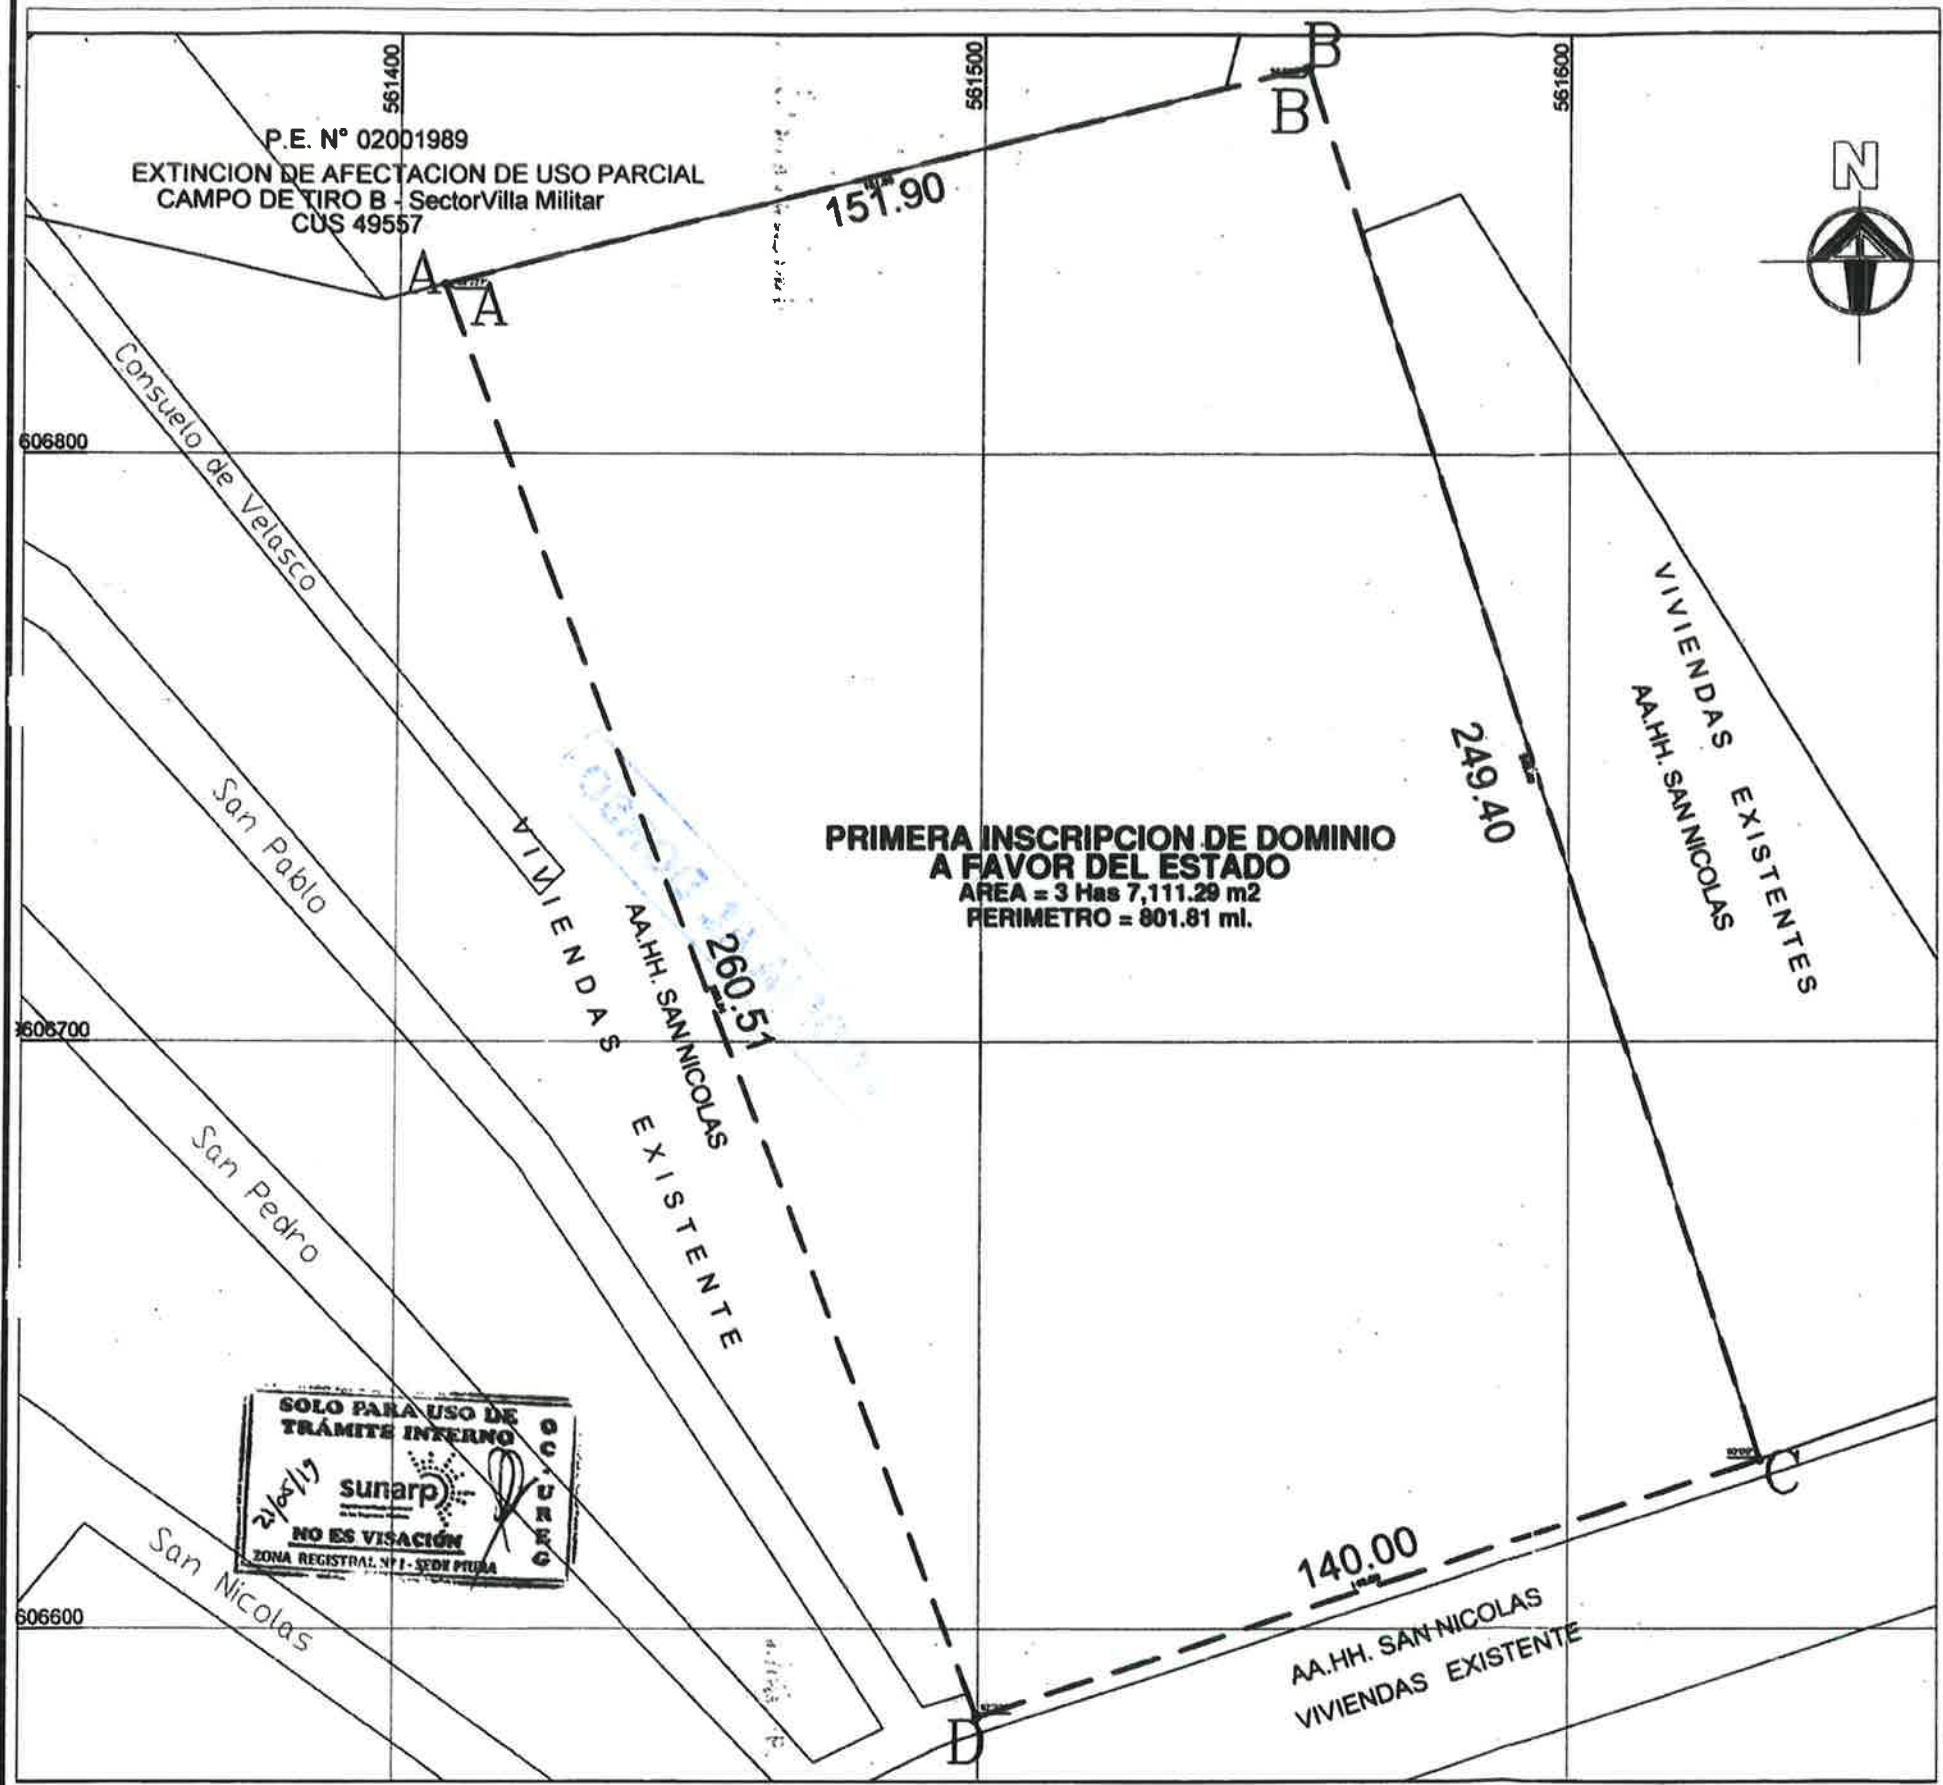 561400
561500
561600
B
B
N
P.E. N° 02001989
EXTINCION DE AFECTACION DE USO PARCIAL
CAMPO DE TIRO B - SectorVilla Militar
CUS 49557
151.90
A
A
606800
Consuelo de Velasco
VIVIENDAS EXISTENTES
AA.HH. SAN NICOLAS
249.40
San Pablo
PRIMERA INSCRIPCION DE DOMINIO
A FAVOR DEL ESTADO
AREA = 3 Has 7,111.29 m2
PERIMETRO = 801.81 ml.
VIVIENDAS EXISTENTE
AA.HH. SAN NICOLAS
260.51
606700
San Pedro
SOLO PARA USO DE
TRÁMITE INTERNO
OC-UREG
21/05/19
sunarp
NO ES VISACIÓN
ZONA REGISTRAL Nº I - SEDE PIURA
C
140.00
San Nicolas
606600
AA.HH. SAN NICOLAS
VIVIENDAS EXISTENTE
D